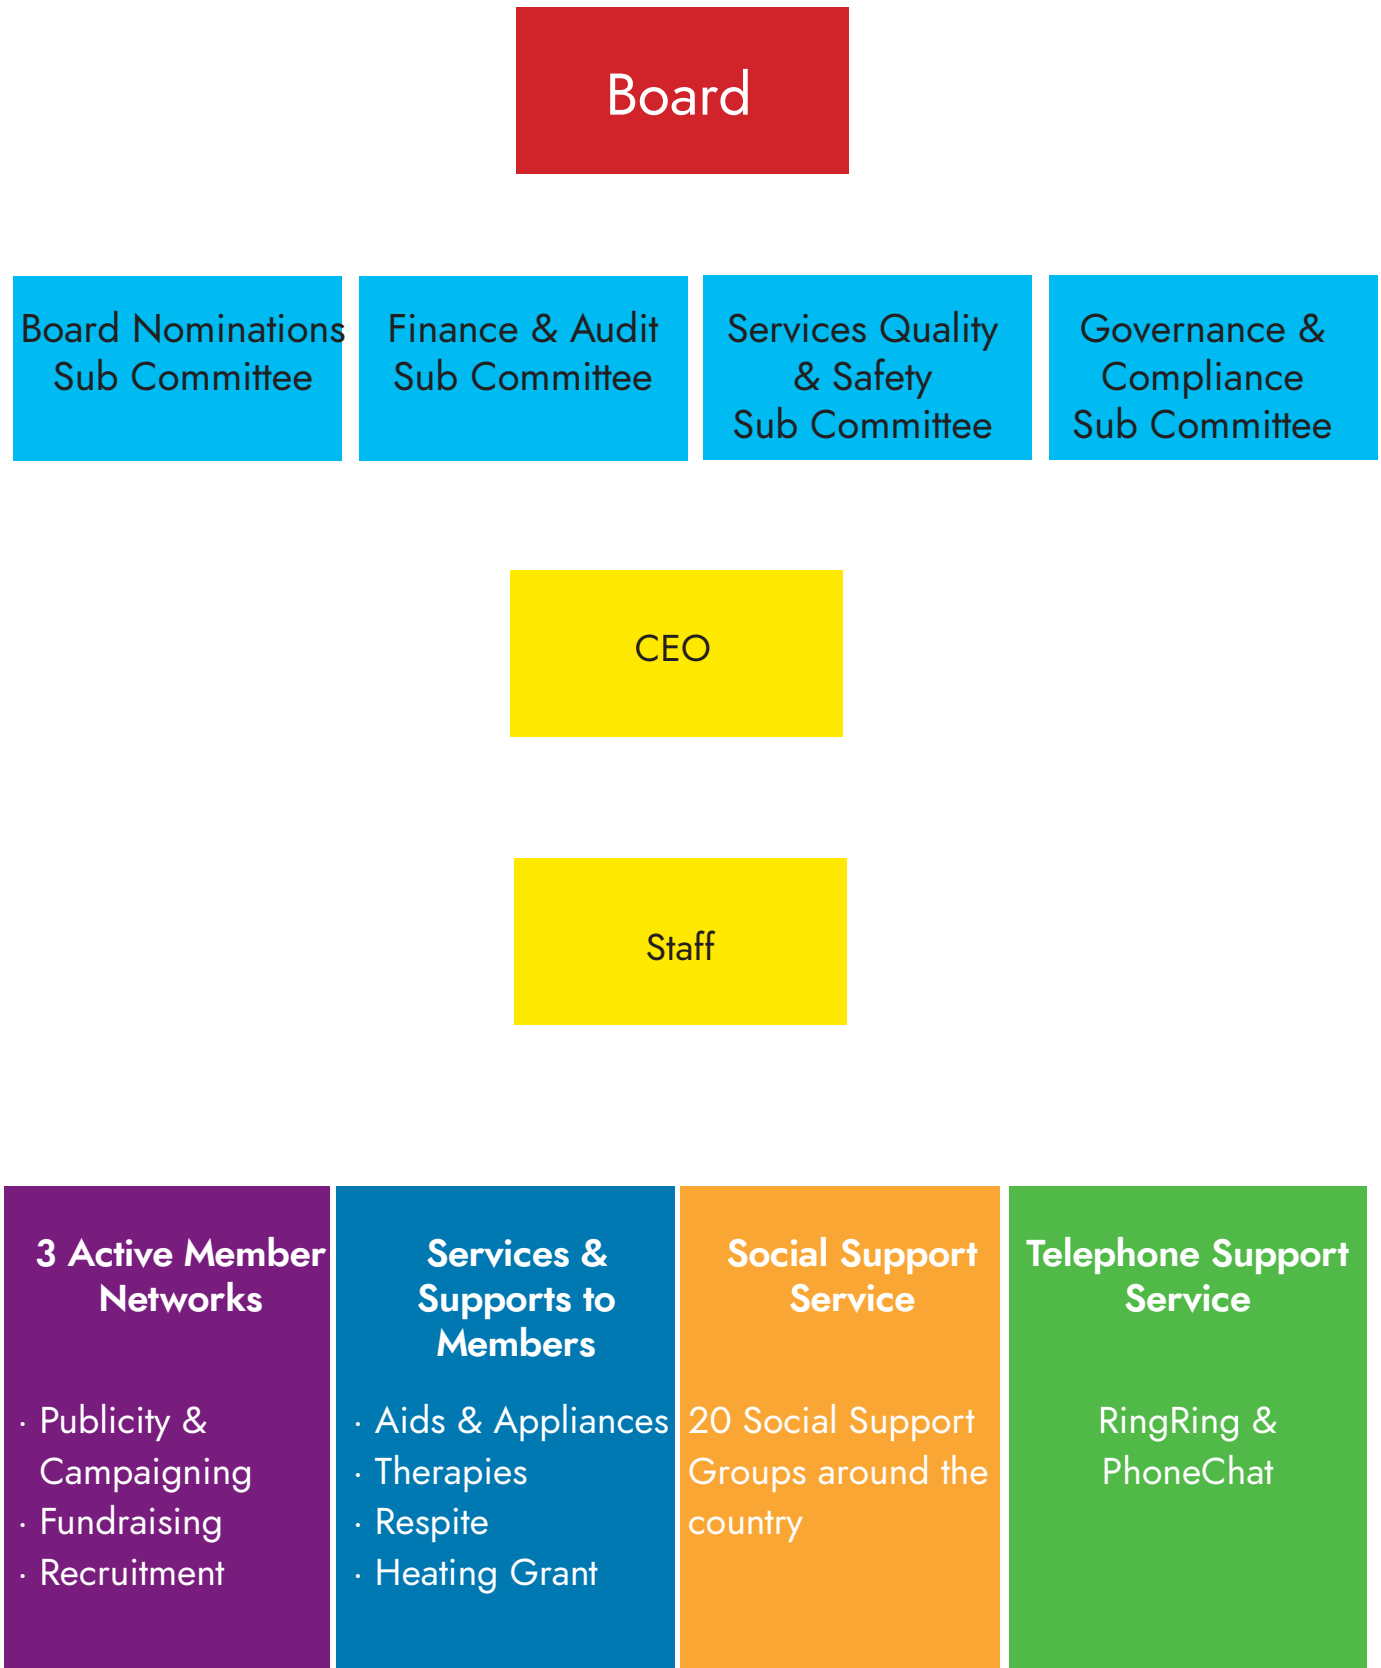 Board
Board Nominations
Sub Committee
Finance & Audit
Sub Committee
Services Quality
& Safety
Sub Committee
Governance &
Compliance
Sub Committee
CEO
Staff
3 Active Member
Networks
· Publicity &
Campaigning
· Fundraising
· Recruitment
Services &
Supports to
Members
· Aids & Appliances
· Therapies
· Respite
· Heating Grant
Social Support
Service
20 Social Support
Groups around the
country
Telephone Support
Service
RingRing &
PhoneChat